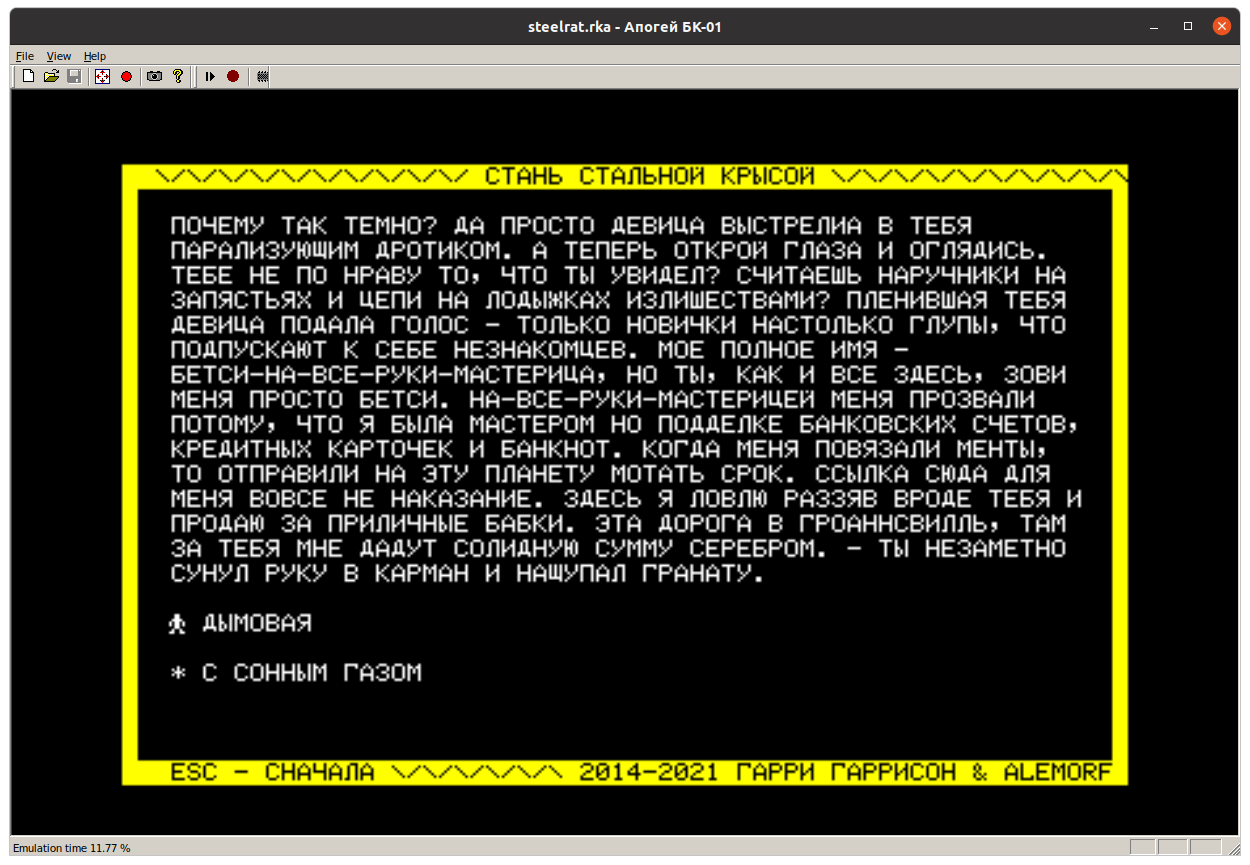 steelrat.rka - Апогей БК-01
File View Help
СТАНЬ СТАЛЬНОЙ КРЫСОЙ
ПОЧЕМУ ТАК ТЕМНО? ДА ПРОСТО ДЕВИЦА ВЫСТРЕЛИА В ТЕБЯ
ПАРАЛИЗУЮЩИМ ДРОТИКОМ. А ТЕПЕРЬ ОТКРОЙ ГЛАЗА И ОГЛЯДИСЬ.
ТЕБЕ НЕ ПО НРАВУ ТО, ЧТО ТЫ УВИДЕЛ? СЧИТАЕШЬ НАРУЧНИКИ НА
ЗАПЯСТЬЯХ И ЦЕПИ НА ЛОДЫЖКАХ ИЗЛИШЕСТВАМИ? ПЛЕНИВШАЯ ТЕБЯ
ДЕВИЦА ПОДАЛА ГОЛОС – ТОЛЬКО НОВИЧКИ НАСТОЛЬКО ГЛУПЫ, ЧТО
ПОДПУСКАЮТ К СЕБЕ НЕЗНАКОМЦЕВ. МОЕ ПОЛНОЕ ИМЯ –
БЕТСИ-НА-ВСЕ-РУКИ-МАСТЕРИЦА, НО ТЫ, КАК И ВСЕ ЗДЕСЬ, ЗОВИ
МЕНЯ ПРОСТО БЕТСИ. НА-ВСЕ-РУКИ-МАСТЕРИЦЕЙ МЕНЯ ПРОЗВАЛИ
ПОТОМУ, ЧТО Я БЫЛА МАСТЕРОМ НО ПОДДЕЛКЕ БАНКОВСКИХ СЧЕТОВ,
КРЕДИТНЫХ КАРТОЧЕК И БАНКНОТ. КОГДА МЕНЯ ПОВЯЗАЛИ МЕНТЫ,
ТО ОТПРАВИЛИ НА ЭТУ ПЛАНЕТУ МОТАТЬ СРОК. ССЫЛКА СЮДА ДЛЯ
МЕНЯ ВОВСЕ НЕ НАКАЗАНИЕ. ЗДЕСЬ Я ЛОВЛЮ РАЗЗЯВ ВРОДЕ ТЕБЯ И
ПРОДАЮ ЗА ПРИЛИЧНЫЕ БАБКИ. ЭТА ДОРОГА В ГРОАННСВИЛЛЬ, ТАМ
ЗА ТЕБЯ МНЕ ДАДУТ СОЛИДНУЮ СУММУ СЕРЕБРОМ. – ТЫ НЕЗАМЕТНО
СУНУЛ РУКУ В КАРМАН И НАЩУПАЛ ГРАНАТУ.
ДЫМОВАЯ
* С СОННЫМ ГАЗОМ
ESC – СНАЧАЛА 2014-2021 ГАРРИ ГАРРИСОН & ALEMORF
Emulation time 11.77 %